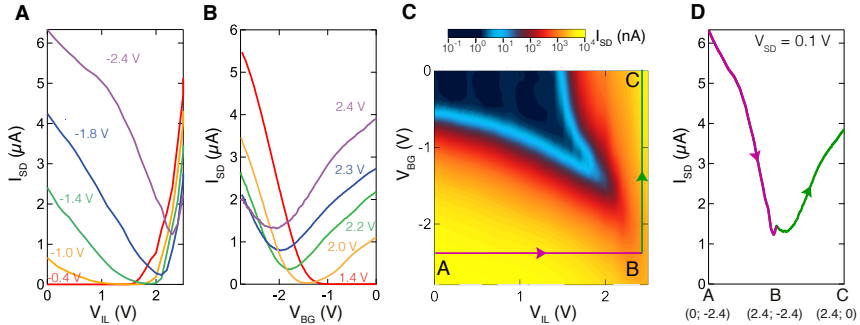 A
I_SD (μA)
6
5
4
3
2
1
0
-2.4 V
-1.8 V
-1.4 V
-1.0 V
-0.4 V
0
1
2
V_IL (V)
B
I_SD (μA)
6
5
4
3
2
1
0
2.4 V
2.3 V
2.2 V
2.0 V
1.4 V
-2
-1
0
V_BG (V)
C
I_SD (nA)
10^-1 10^0 10^1 10^2 10^3 10^4
V_BG (V)
0
-1
-2
C
A
B
0
1
2
V_IL (V)
D
V_SD = 0.1 V
I_SD (μA)
6
5
4
3
2
1
0
A B C
(0; -2.4) (2.4; -2.4) (2.4; 0)